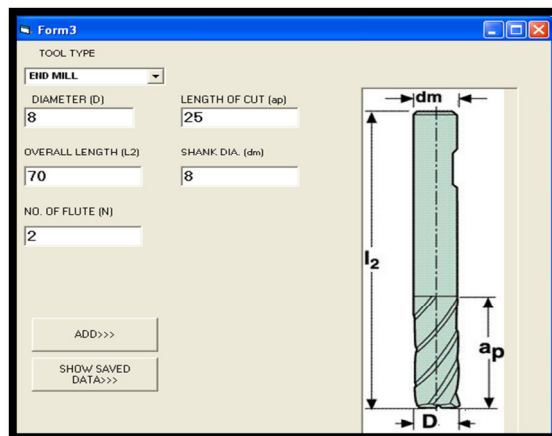 Form3
TOOL TYPE
END MILL
DIAMETER (D)
LENGTH OF CUT (ap)
8
25
OVERALL LENGTH (L2)
SHANK DIA. (dm)
70
8
NO. OF FLUTE (N)
2
ADD>>>
SHOW SAVED
DATA>>>
dm
l2
ap
D